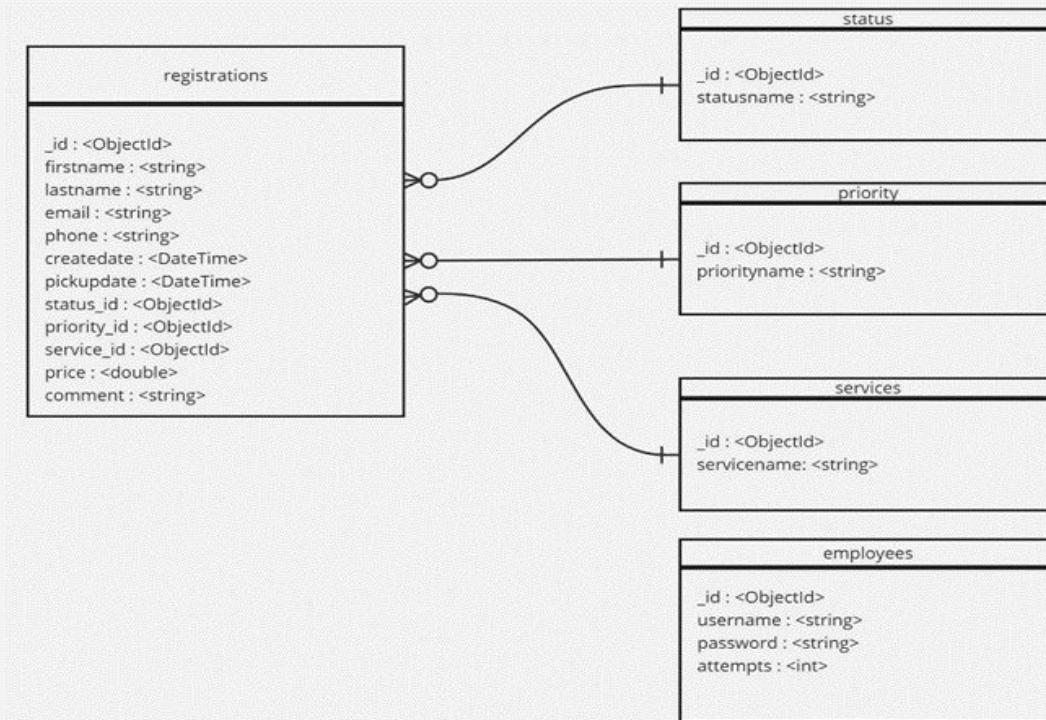 registrations
_id : <ObjectId>
firstname : <string>
lastname : <string>
email : <string>
phone : <string>
createdate : <DateTime>
pickupdate : <DateTime>
status_id : <ObjectId>
priority_id : <ObjectId>
service_id : <ObjectId>
price : <double>
comment : <string>
status
_id : <ObjectId>
statusname : <string>
priority
_id : <ObjectId>
priorityname : <string>
services
_id : <ObjectId>
servicename: <string>
employees
_id : <ObjectId>
username : <string>
password : <string>
attempts : <int>